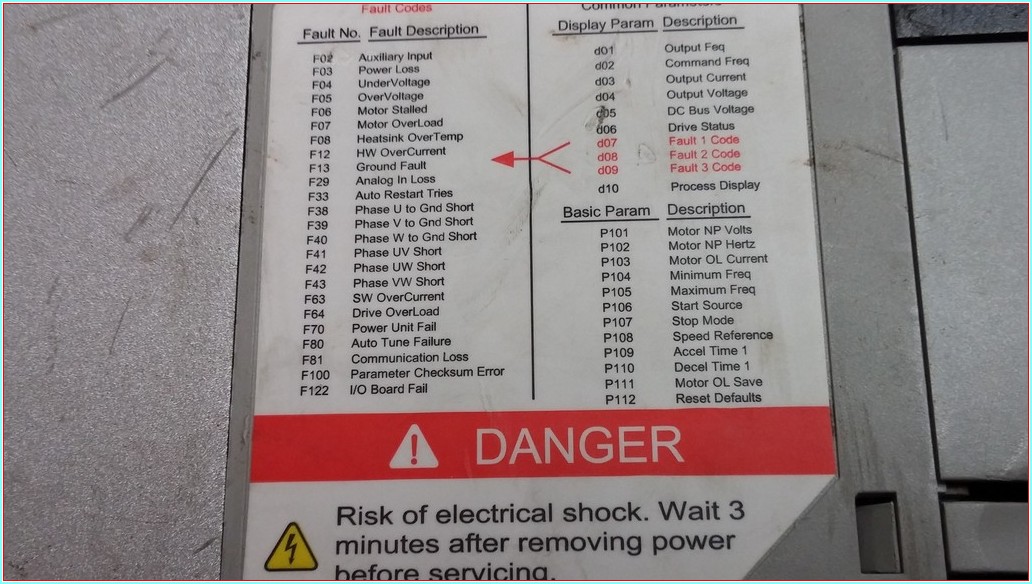 Fault Codes
Fault No. Fault Description
F02 Auxiliary Input
F03 Power Loss
F04 UnderVoltage
F05 OverVoltage
F06 Motor Stalled
F07 Motor OverLoad
F08 Heatsink OverTemp
F12 HW OverCurrent
F13 Ground Fault
F29 Analog In Loss
F33 Auto Restart Tries
F38 Phase U to Gnd Short
F39 Phase V to Gnd Short
F40 Phase W to Gnd Short
F41 Phase UV Short
F42 Phase UW Short
F43 Phase VW Short
F63 SW OverCurrent
F64 Drive OverLoad
F70 Power Unit Fail
F80 Auto Tune Failure
F81 Communication Loss
F100 Parameter Checksum Error
F122 I/O Board Fail
Common Parameters
Display Param Description
d01 Output Feq
d02 Command Freq
d03 Output Current
d04 Output Voltage
d05 DC Bus Voltage
d06 Drive Status
d07 Fault 1 Code
d08 Fault 2 Code
d09 Fault 3 Code
d10 Process Display
Basic Param Description
P101 Motor NP Volts
P102 Motor NP Hertz
P103 Motor OL Current
P104 Minimum Freq
P105 Maximum Freq
P106 Start Source
P107 Stop Mode
P108 Speed Reference
P109 Accel Time 1
P110 Decel Time 1
P111 Motor OL Save
P112 Reset Defaults
DANGER
Risk of electrical shock. Wait 3
minutes after removing power
before servicing.